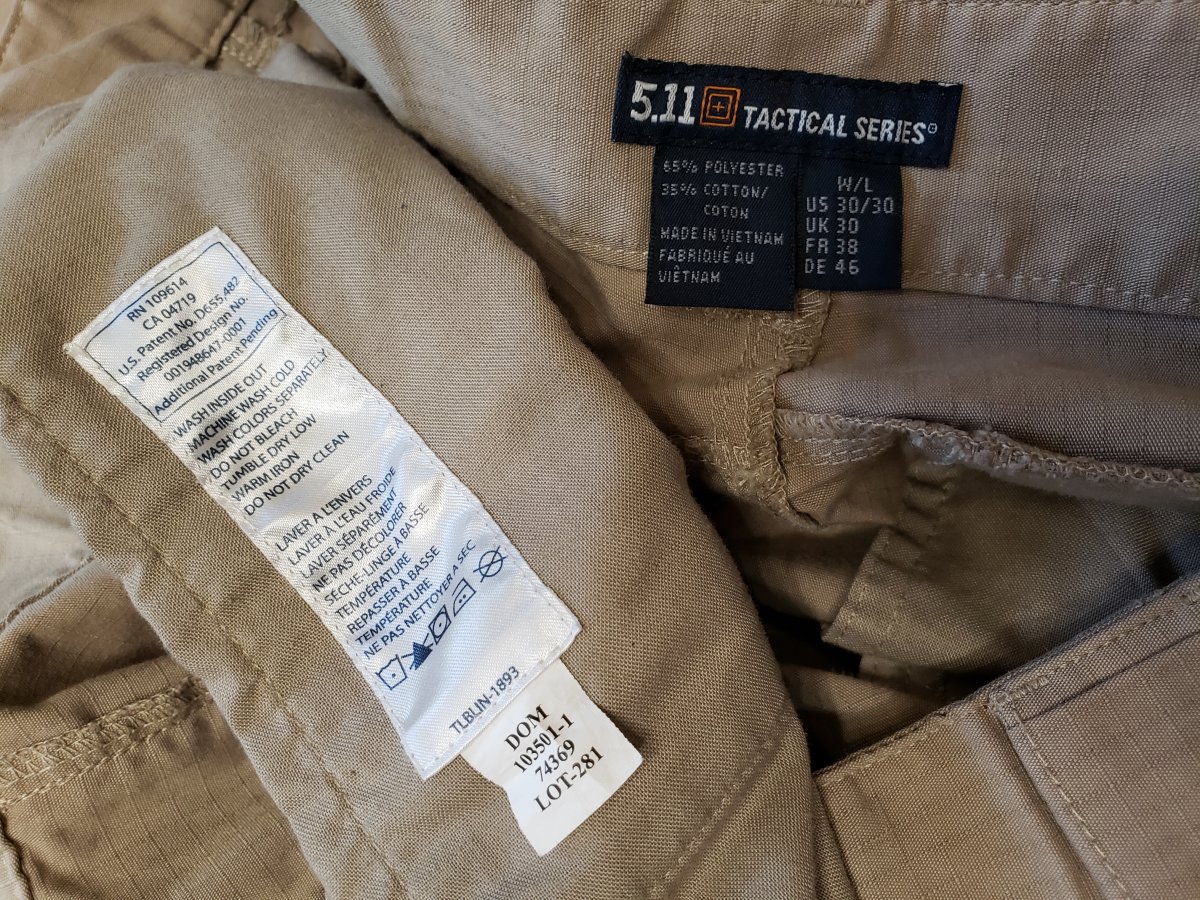 5.11 TACTICAL SERIES®
65% POLYESTER
35% COTTON/
COTON
MADE IN VIETNAM
FABRIQUÉ AU
VIÊTNAM
W/L
US 30/30
UK 30
FR 38
DE 46
RN 109614
CA 04719
U.S. Patent No. D655,482
Registered Design No.
001948647-0001
Additional Patent Pending
WASH INSIDE OUT
MACHINE WASH COLD
WASH COLORS SEPARATELY
DO NOT BLEACH
TUMBLE DRY LOW
WARM IRON
DO NOT DRY CLEAN
LAVER A L'ENVERS
LAVER À L'EAU FROIDE
LAVER SÉPARÉMENT
NE PAS DÉCOLORER
SÈCHE-LINGE À BASSE
TEMPÉRATURE
REPASSER À BASSE
TEMPÉRATURE
NE PAS NETTOYER A SEC
TLBLIN-1893
DOM
103501-1
74369
LOT-281